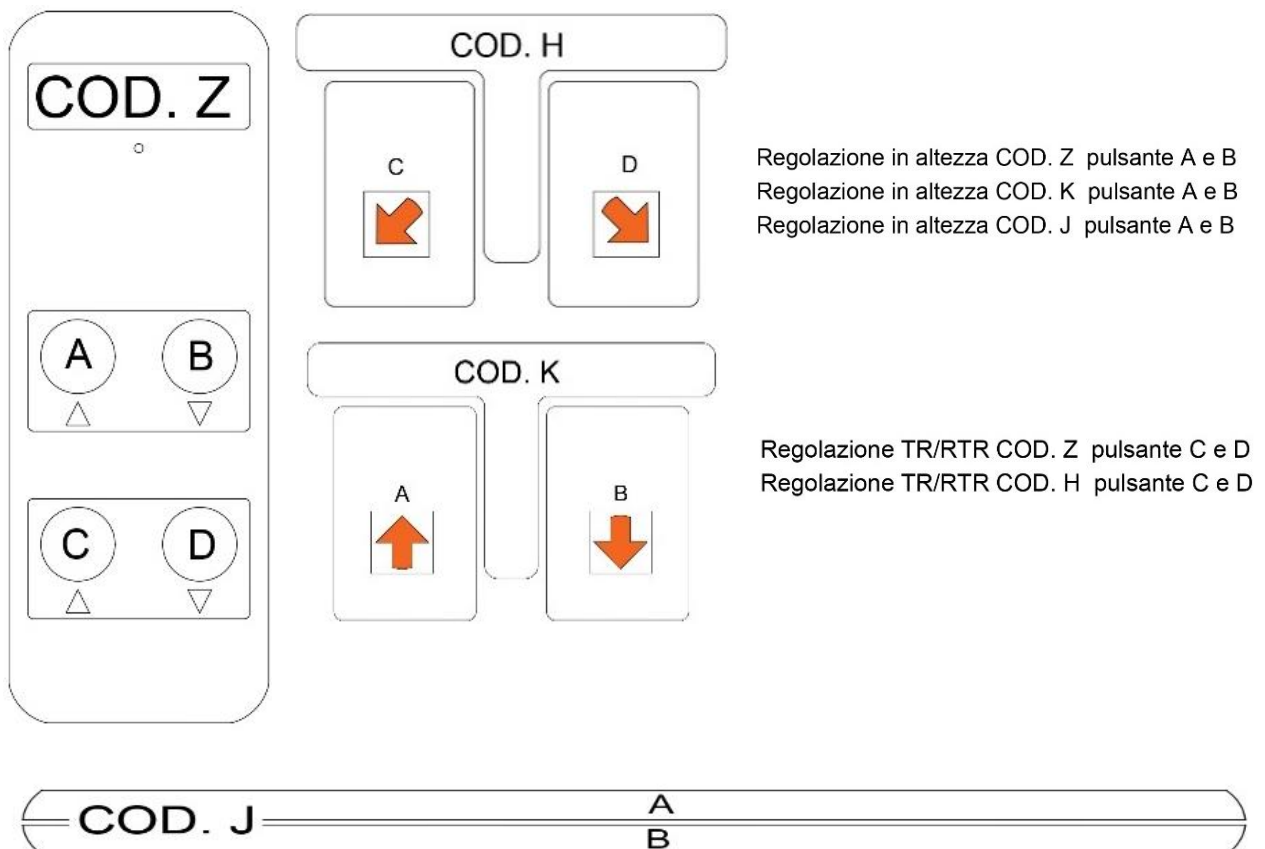 COD. Z
A B
C D
COD. H
C D
COD. K
A B
Regolazione in altezza COD. Z pulsante A e B
Regolazione in altezza COD. K pulsante A e B
Regolazione in altezza COD. J pulsante A e B
Regolazione TR/RTR COD. Z pulsante C e D
Regolazione TR/RTR COD. H pulsante C e D
COD. J
A
B